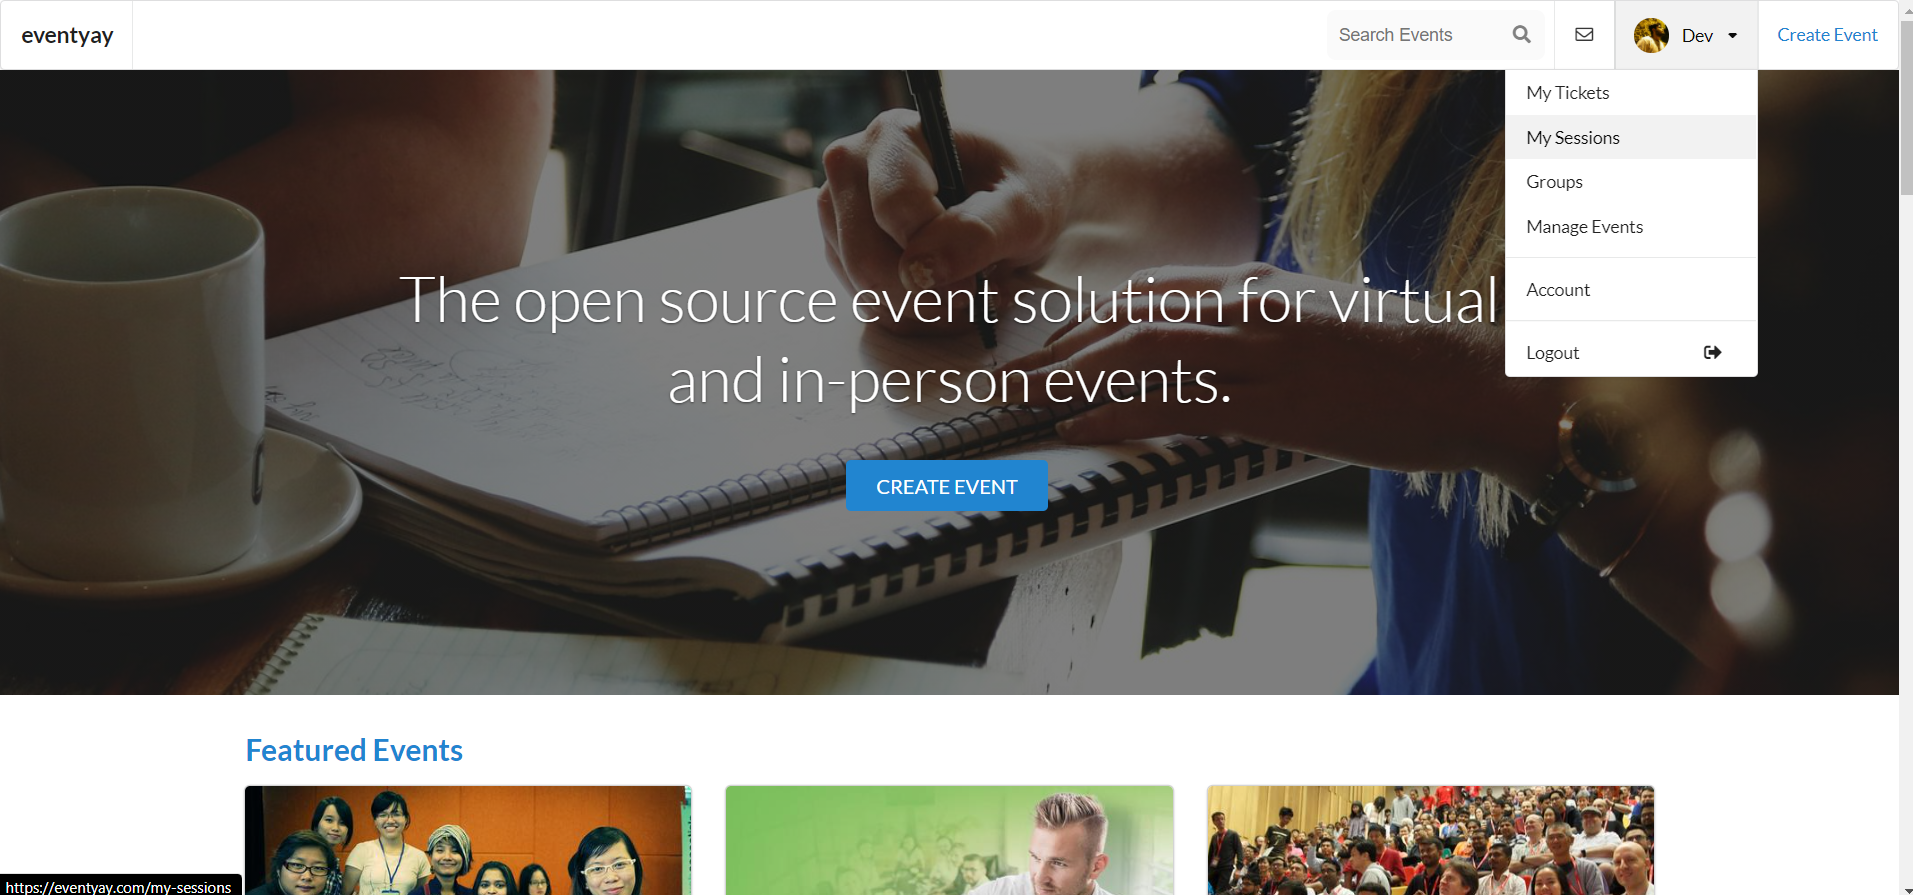 eventyay
Search Events
Dev
Create Event
My Tickets
My Sessions
Groups
Manage Events
Account
Logout
The open source event solution for virtual
and in-person events.
CREATE EVENT
Featured Events
https://eventyay.com/my-sessions